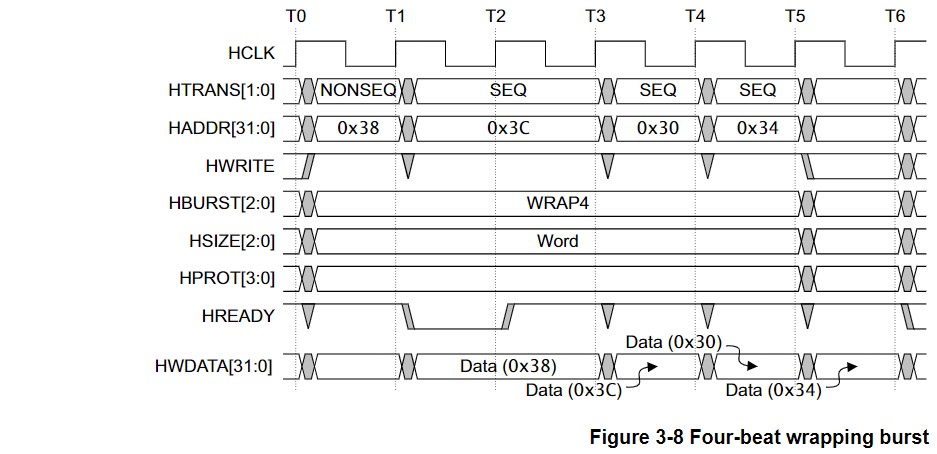 T0 T1 T2 T3 T4 T5 T6
HCLK
HTRANS[1:0] NONSEQ SEQ SEQ SEQ
HADDR[31:0] 0x38 0x3C 0x30 0x34
HWRITE
HBURST[2:0] WRAP4
HSIZE[2:0] Word
HPROT[3:0]
HREADY
Data (0x30)
HWDATA[31:0] Data (0x38)
Data (0x3C) Data (0x34)
Figure 3-8 Four-beat wrapping burst